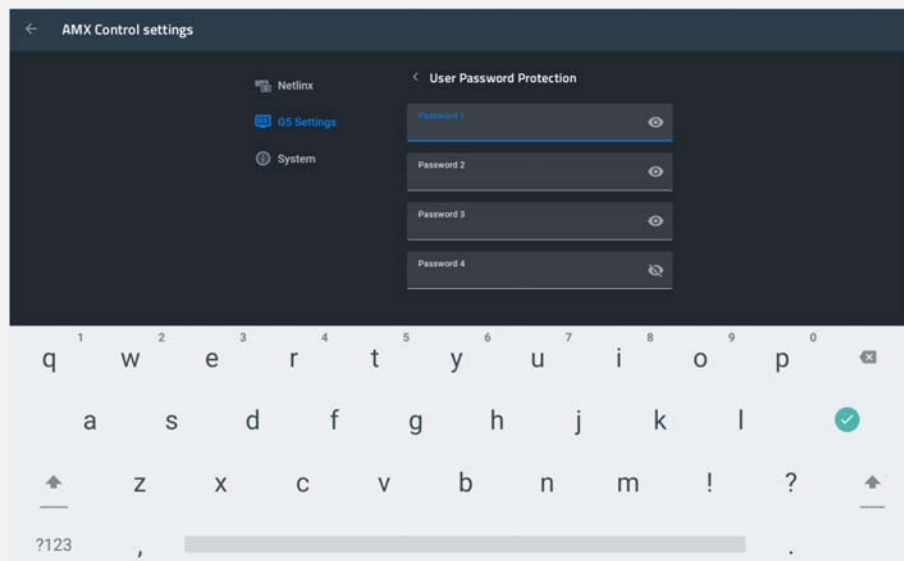 AMX Control settings
Netlinx
G5 Settings
System
User Password Protection
Password 1
Password 2
Password 3
Password 4
1 2 3 4 5 6 7 8 9 0
q w e r t y u i o p
a s d f g h j k l
z x c v b n m ! ?
?123 , .